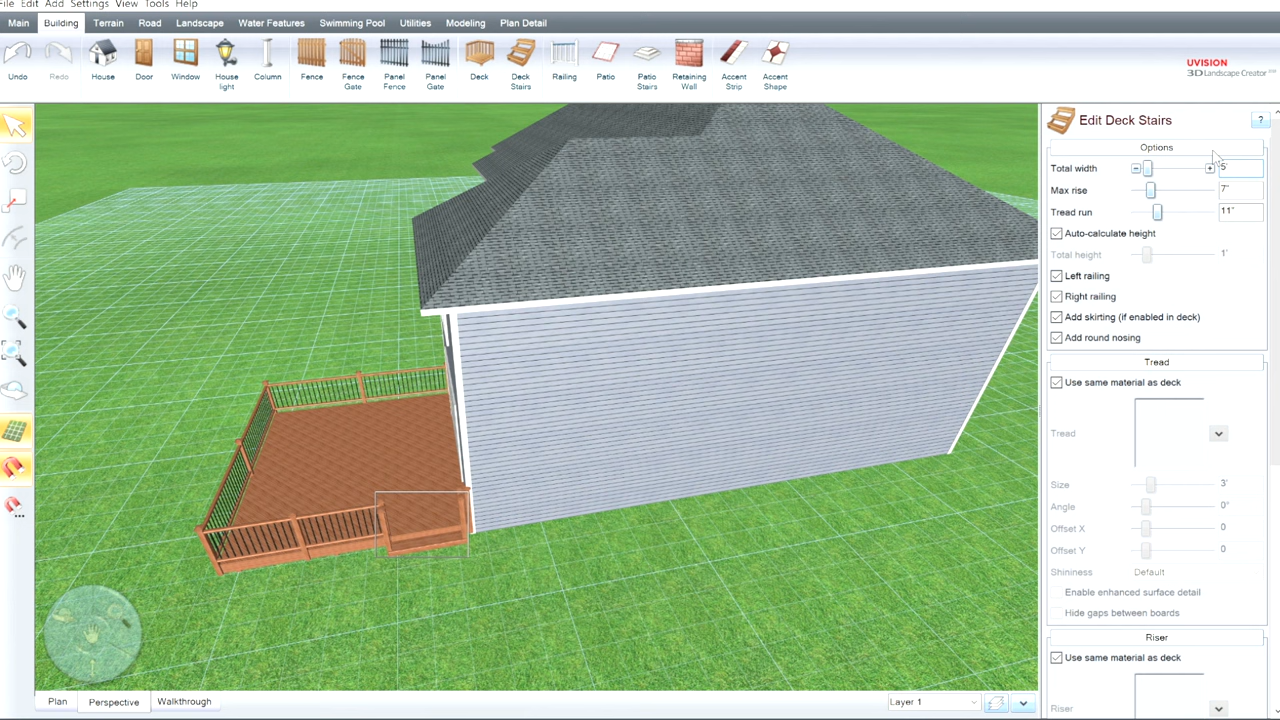 File Edit Add Settings View Tools Help
Main Building Terrain Road Landscape Water Features Swimming Pool Utilities Modeling Plan Detail
Undo Redo House Door Window House light Column Fence Fence Gate Panel Fence Panel Gate Deck Deck Stairs Railing Patio Patio Stairs Retaining Wall Accent Strip Accent Shape
UVISION
3D Landscape Creator
Edit Deck Stairs ?
Options
Total width 5'
Max rise 7"
Tread run 11"
Auto-calculate height
Total height 1'
Left railing
Right railing
Add skirting (if enabled in deck)
Add round nosing
Tread
Use same material as deck
Tread
Size 3'
Angle 0°
Offset X 0
Offset Y 0
Shininess Default
Enable enhanced surface detail
Hide gaps between boards
Riser
Use same material as deck
Riser
Plan Perspective Walkthrough Layer 1